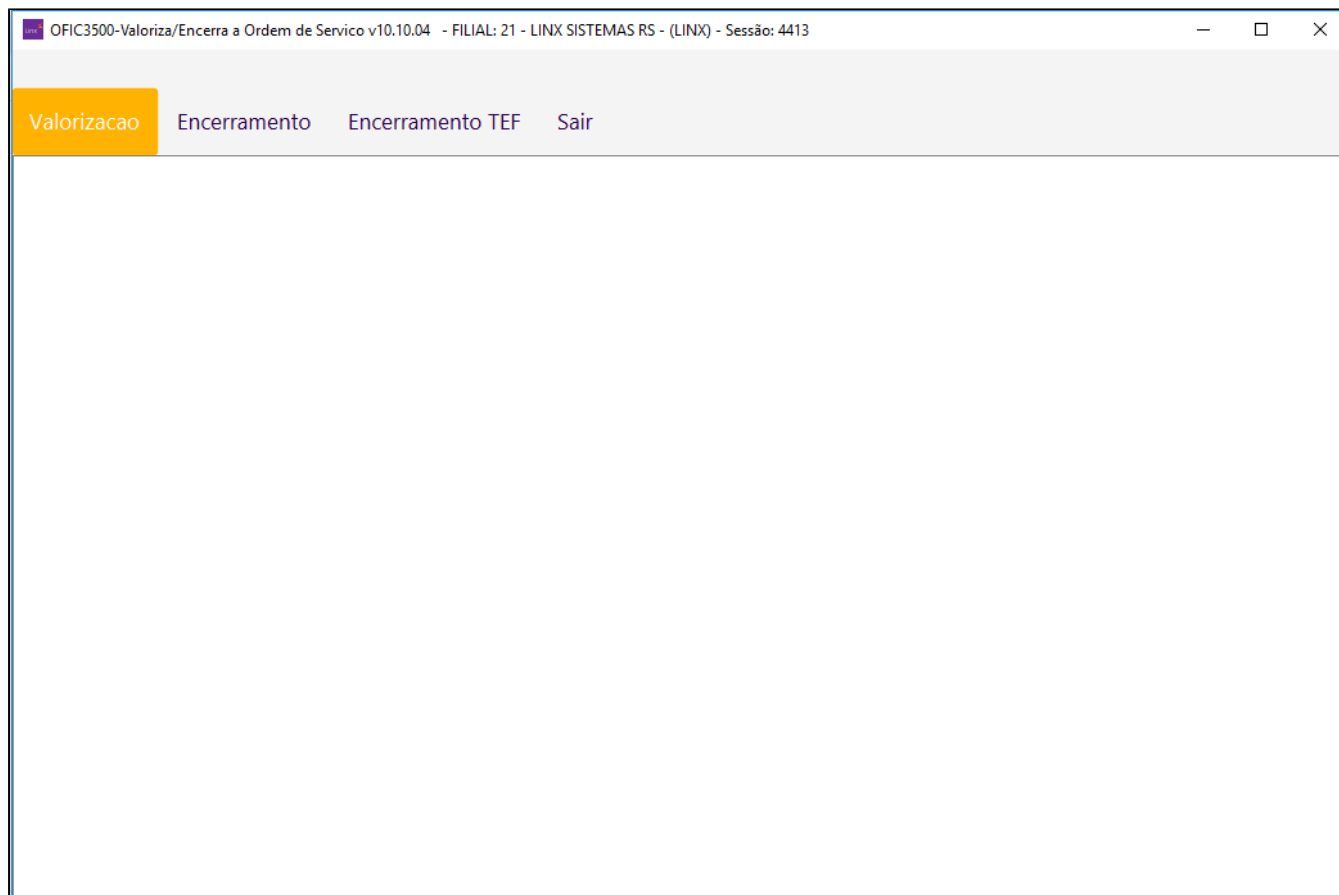 Linx OFIC3500-Valoriza/Encerra a Ordem de Servico v10.10.04 - FILIAL: 21 - LINX SISTEMAS RS - (LINX) - Sessão: 4413
Valorizacao Encerramento Encerramento TEF Sair